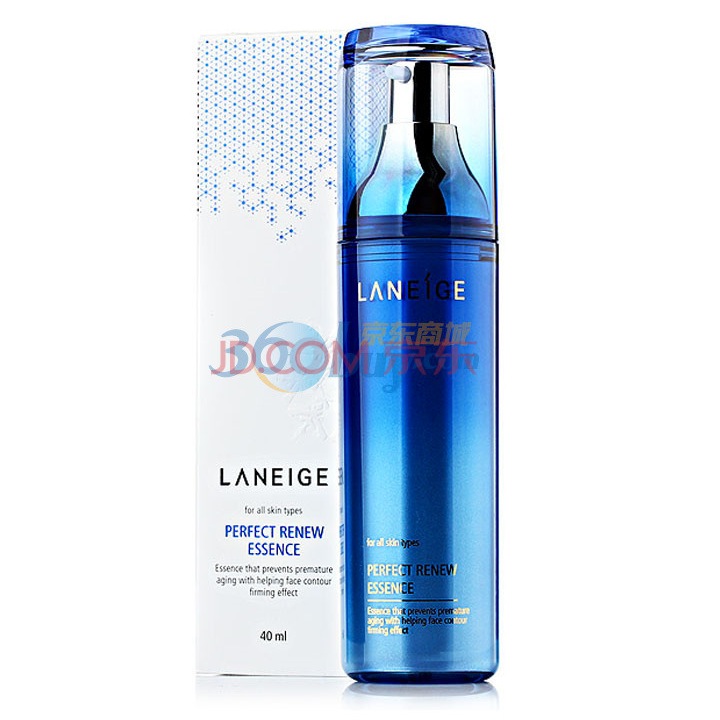 LANEIGE
for all skin types
PERFECT RENEW
ESSENCE
Essence that prevents premature
aging with helping face contour
firming effect
40 ml
LANEIGE
for all skin types
PERFECT RENEW
ESSENCE
Essence that prevents premature
aging with helping face contour
firming effect
京东商城
JD.COM 京东